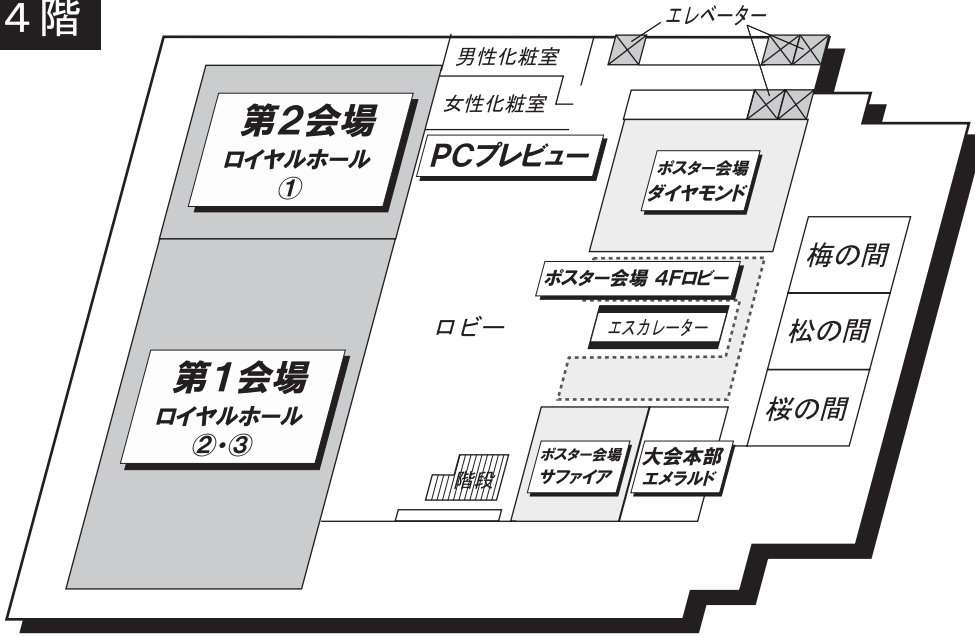 4階
エレベーター
男性化粧室
女性化粧室
PCプレビュー
第2会場
ロイヤルホール
①
ポスター会場
ダイヤモンド
梅の間
ポスター会場 4Fロビー
エスカレーター
ロビー
松の間
第1会場
ロイヤルホール
②・③
桜の間
階段
ポスター会場
サファイア
大会本部
エメラルド